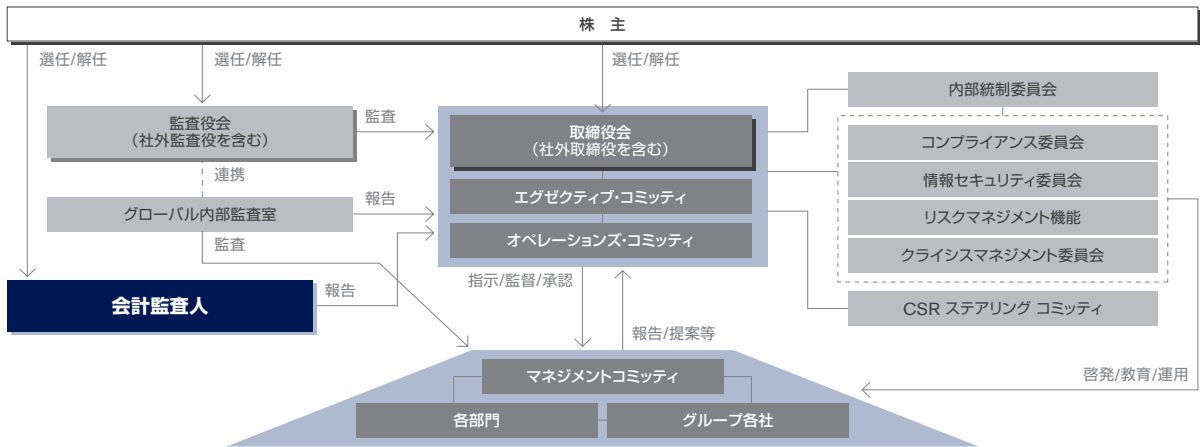 株 主
選任/解任
選任/解任
選任/解任
監査役会
（社外監査役を含む）
監査
取締役会
（社外取締役を含む）
内部統制委員会
コンプライアンス委員会
連携
エグゼクティブ・コミッティ
情報セキュリティ委員会
グローバル内部監査室
報告
リスクマネジメント機能
監査
オペレーションズ・コミッティ
クライシスマネジメント委員会
指示/監督/承認
会計監査人
報告
CSR ステアリング コミッティ
報告/提案等
マネジメントコミッティ
啓発/教育/運用
各部門
グループ各社